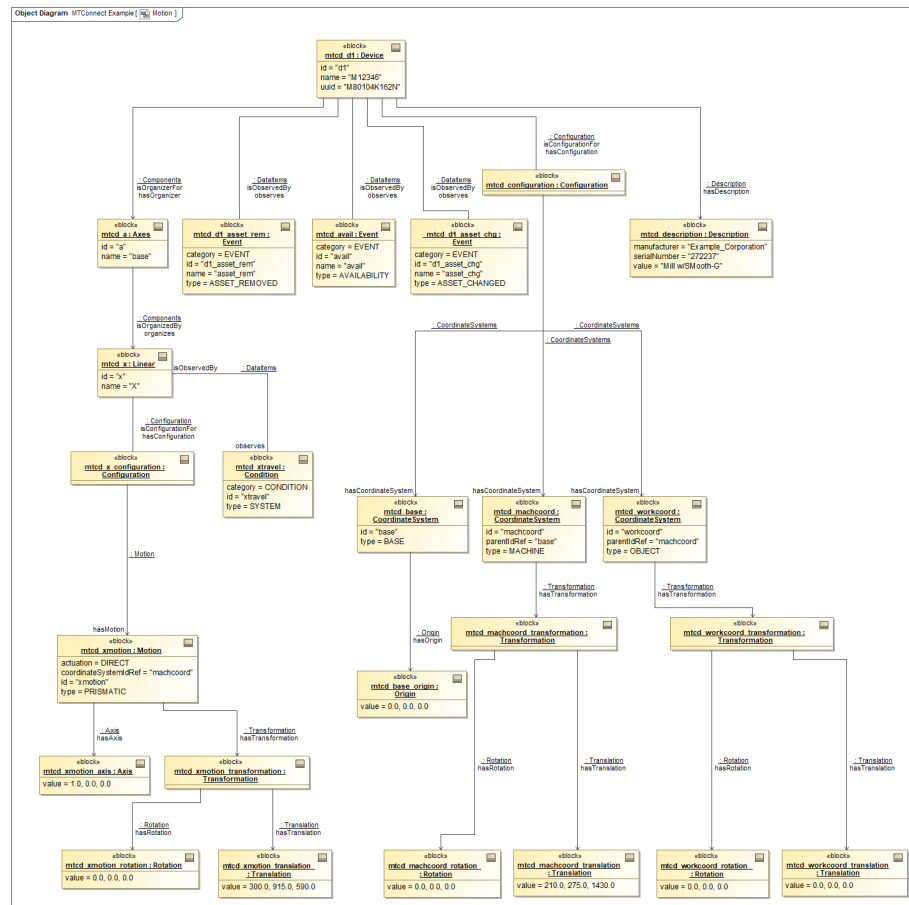 Object Diagram MTConnect Example [ Motion ]
«block»
mtcd_d1 : Device
id = "d1"
name = "M12346"
uuid = "M80104K162N"
: Components
isOrganizerFor
hasOrganizer
: DataItems
isObservedBy
observes
: DataItems
isObservedBy
observes
: DataItems
isObservedBy
observes
: Configuration
isConfigurationFor
hasConfiguration
: Description
hasDescription
«block»
mtcd_configuration : Configuration
«block»
mtcd_a : Axes
id = "a"
name = "base"
«block»
mtcd_d1_asset_rem :
Event
category = EVENT
id = "d1_asset_rem"
name = "asset_rem"
type = ASSET_REMOVED
«block»
mtcd_avail : Event
category = EVENT
id = "avail"
name = "avail"
type = AVAILABILITY
«block»
mtcd_d1_asset_chg :
Event
category = EVENT
id = "d1_asset_chg"
name = "asset_chg"
type = ASSET_CHANGED
«block»
mtcd_description : Description
manufacturer = "Example_Corporation"
serialNumber = "272237"
value = "Mill w/SMooth-G"
: Components
isOrganizedBy
organizes
: CoordinateSystems
: CoordinateSystems
: CoordinateSystems
«block»
mtcd_x : Linear
id = "x"
name = "X"
isObservedBy
: DataItems
observes
: Configuration
isConfigurationFor
hasConfiguration
«block»
mtcd_x_configuration :
Configuration
«block»
mtcd_xtravel :
Condition
category = CONDITION
id = "xtravel"
type = SYSTEM
hasCoordinateSystem
hasCoordinateSystem
hasCoordinateSystem
«block»
mtcd_base :
CoordinateSystem
id = "base"
type = BASE
«block»
mtcd_machcoord :
CoordinateSystem
id = "machcoord"
parentIdRef = "base"
type = MACHINE
«block»
mtcd_workcoord :
CoordinateSystem
id = "workcoord"
parentIdRef = "machcoord"
type = OBJECT
: Motion
hasMotion
: Transformation
hasTransformation
: Transformation
hasTransformation
: Origin
hasOrigin
«block»
mtcd_xmotion : Motion
actuation = DIRECT
coordinateSystemIdRef = "machcoord"
id = "xmotion"
type = PRISMATIC
«block»
mtcd_machcoord_transformation :
Transformation
«block»
mtcd_workcoord_transformation :
Transformation
«block»
mtcd_base_origin :
Origin
value = 0.0, 0.0, 0.0
: Axis
hasAxis
: Transformation
hasTransformation
: Rotation
hasRotation
: Translation
hasTranslation
: Rotation
hasRotation
: Translation
hasTranslation
«block»
mtcd_xmotion_axis : Axis
value = 1.0, 0.0, 0.0
«block»
mtcd_xmotion_transformation :
Transformation
: Rotation
hasRotation
: Translation
hasTranslation
«block»
mtcd_xmotion_rotation : Rotation
value = 0.0, 0.0, 0.0
«block»
mtcd_xmotion_translation
: Translation
value = 300.0, 915.0, 590.0
«block»
mtcd_machcoord_rotation
: Rotation
value = 0.0, 0.0, 0.0
«block»
mtcd_machcoord_translation
: Translation
value = 210.0, 275.0, 1430.0
«block»
mtcd_workcoord_rotation
: Rotation
value = 0.0, 0.0, 0.0
«block»
mtcd_workcoord_translation
: Translation
value = 0.0, 0.0, 0.0